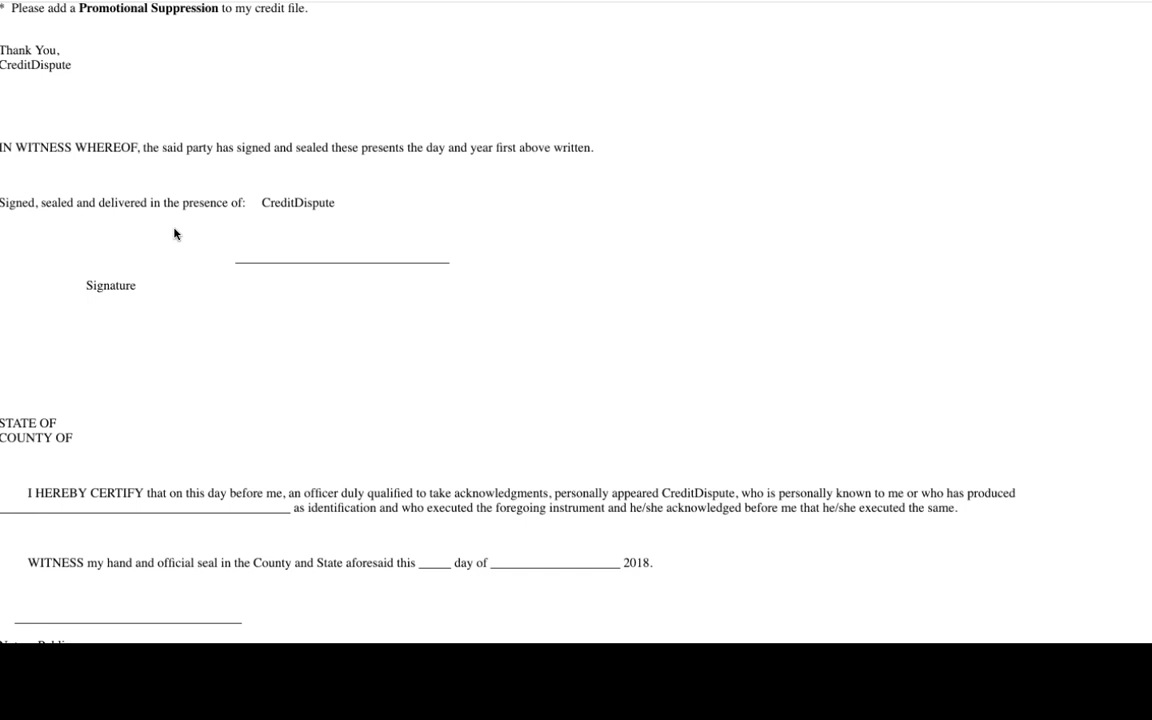 * Please add a Promotional Suppression to my credit file.
Thank You,
CreditDispute
IN WITNESS WHEREOF, the said party has signed and sealed these presents the day and year first above written.
Signed, sealed and delivered in the presence of: CreditDispute
Signature
STATE OF
COUNTY OF
I HEREBY CERTIFY that on this day before me, an officer duly qualified to take acknowledgments, personally appeared CreditDispute, who is personally known to me or who has produced
______________ as identification and who executed the foregoing instrument and he/she acknowledged before me that he/she executed the same.
WITNESS my hand and official seal in the County and State aforesaid this _____ day of ____________________ 2018.